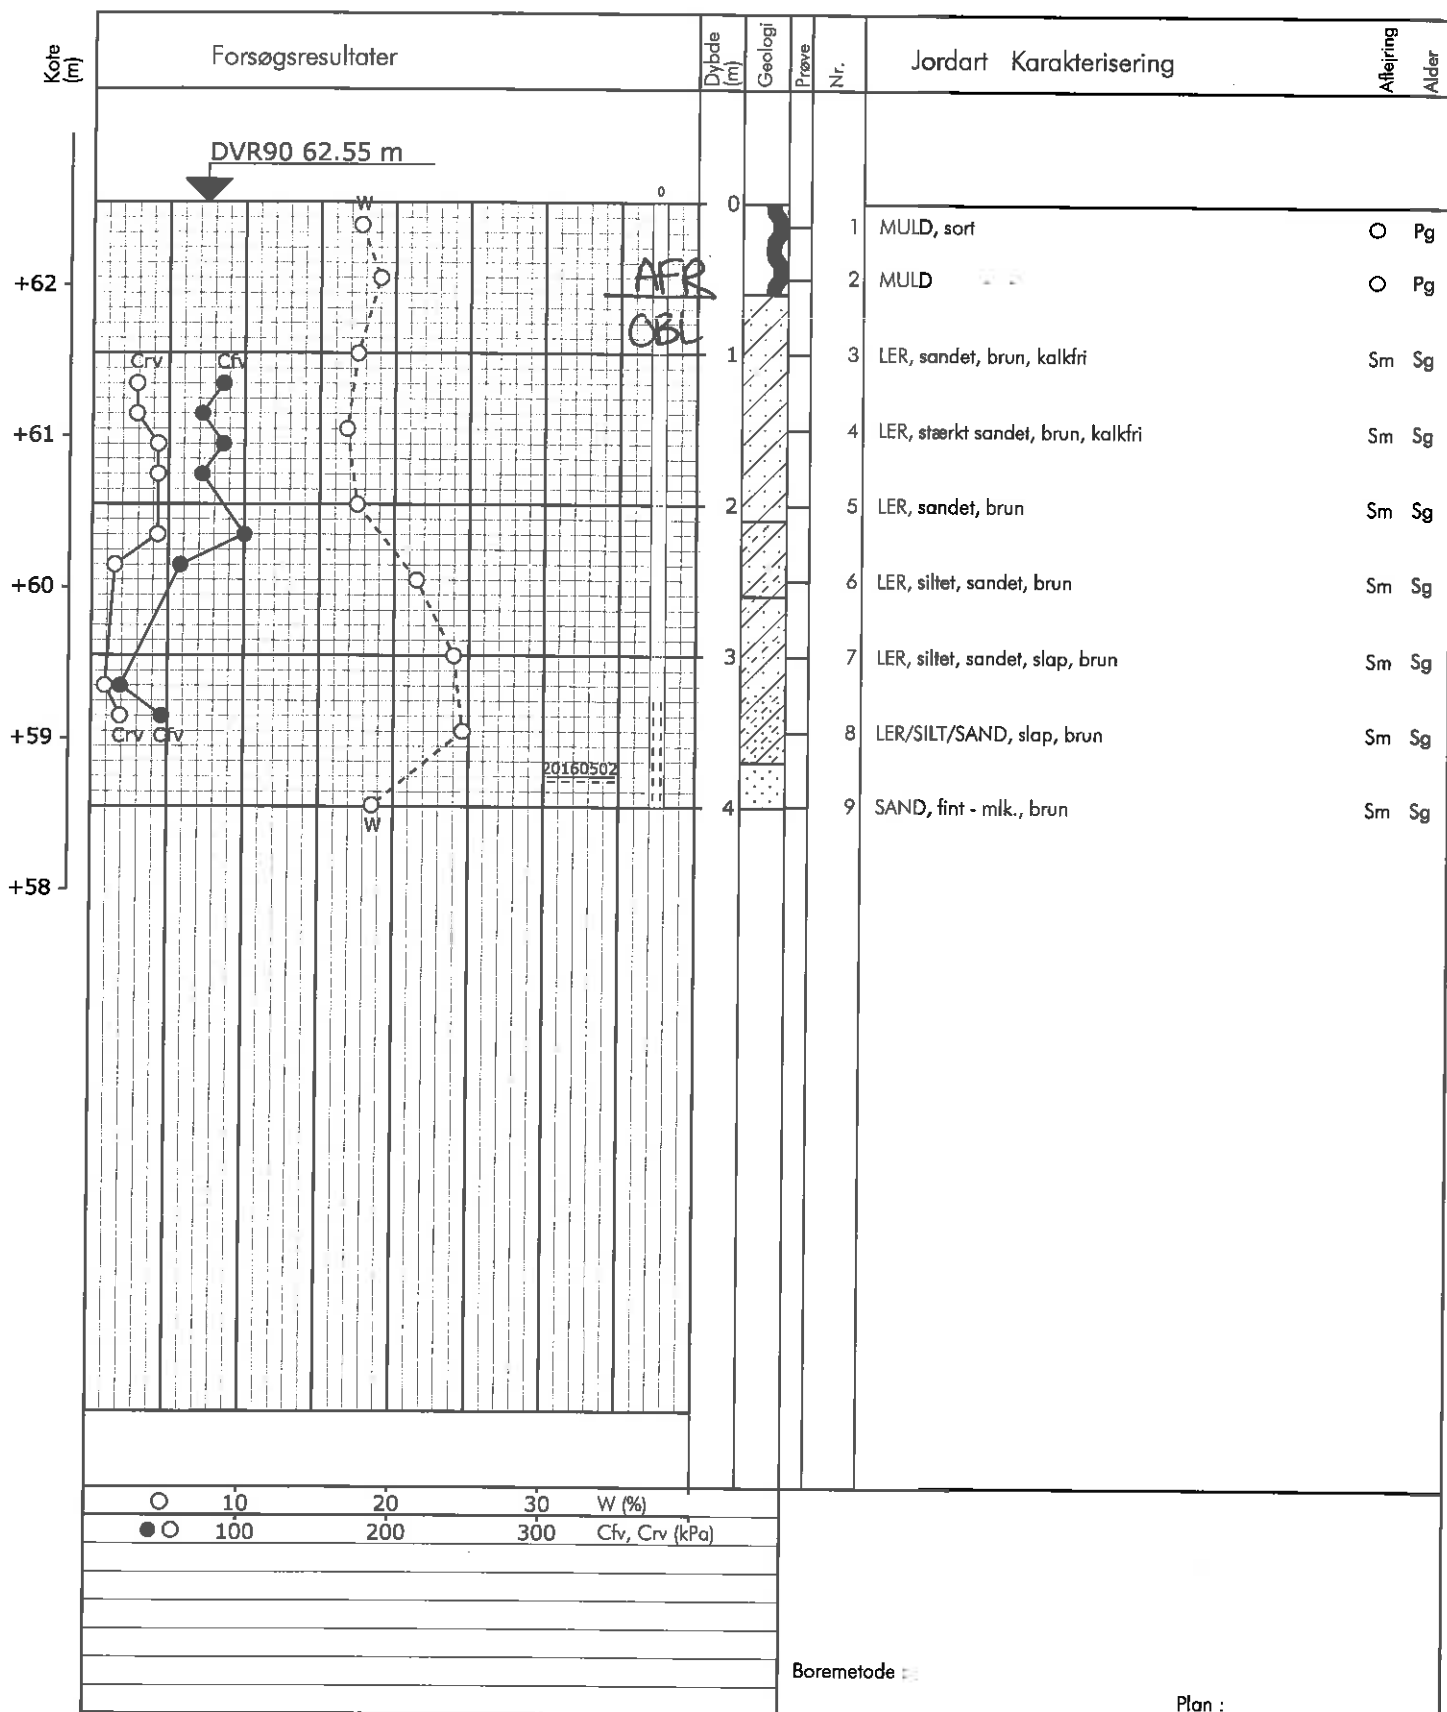 Kote (m) Forsøgsresultater Dybde (m) Geologi Prøve Nr. Jordart Karakterisering Aflejring Alder
DVR90 62.55 m
W 0
0
1 MULD, sort O Pg
+62 AFR 2 MULD O Pg
OBL
Crv Cfv 1 3 LER, sandet, brun, kalkfri Sm Sg
+61 4 LER, stærkt sandet, brun, kalkfri Sm Sg
2 5 LER, sandet, brun Sm Sg
+60 6 LER, siltet, sandet, brun Sm Sg
3 7 LER, siltet, sandet, slap, brun Sm Sg
+59 Crv Cfv 8 LER/SILT/SAND, slap, brun Sm Sg
20160502
4 9 SAND, fint - mlk., brun Sm Sg
W
+58
10 20 30 W (%)
100 200 300 Cfv, Crv (kPa)
Boremetode :
Plan :